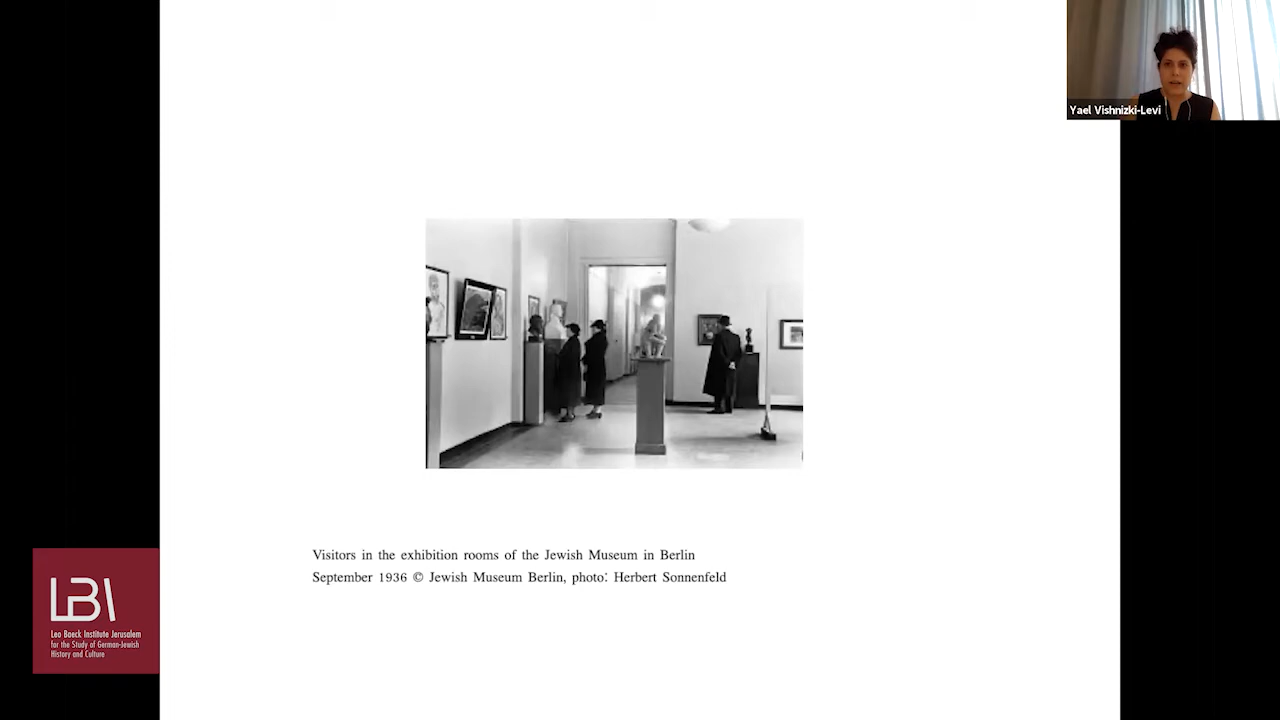 Yael Vishnizki-Levi
Visitors in the exhibition rooms of the Jewish Museum in Berlin
September 1936 © Jewish Museum Berlin, photo: Herbert Sonnenfeld
LBI
Leo Baeck Institute Jerusalem
for the Study of German-Jewish
History and Culture